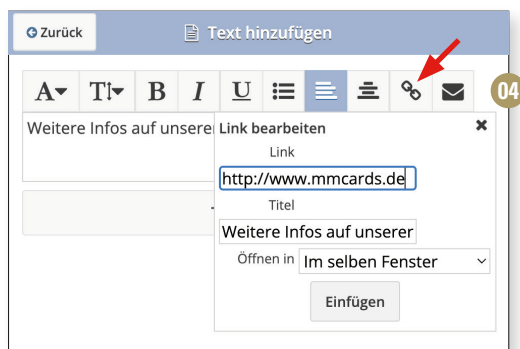 Zurück
Text hinzufügen
A T B I U
04
Weitere Infos auf unserer
Link bearbeiten
Link
http://www.mmcards.de
Titel
Weitere Infos auf unserer
Öffnen in Im selben Fenster
Einfügen